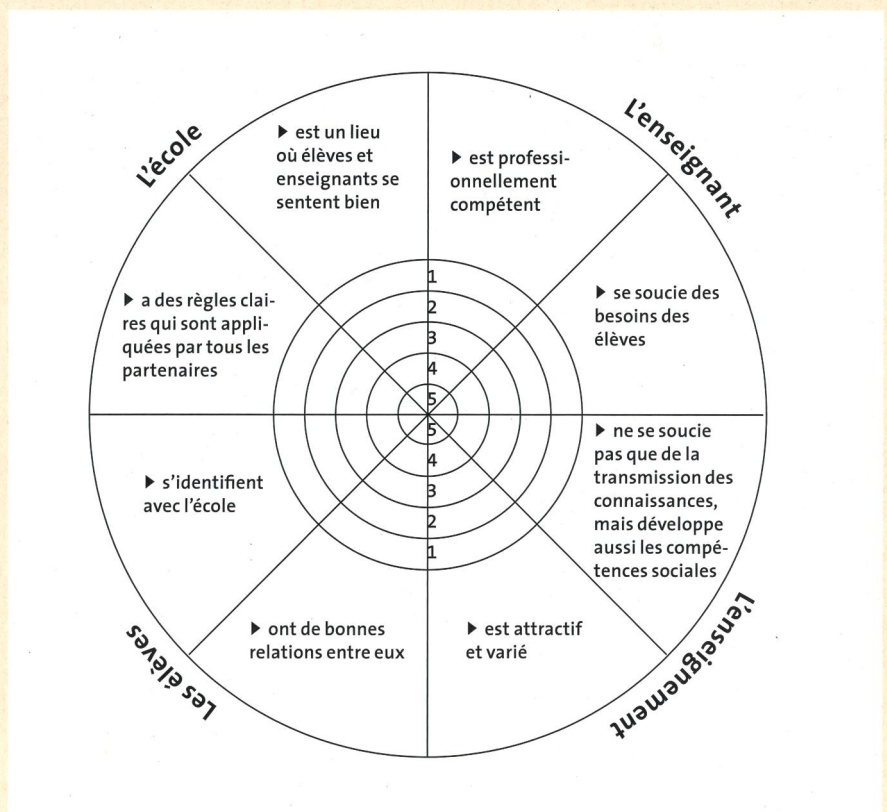 L'école
▶ est un lieu
où élèves et
enseignants se
sentent bien
▶ a des règles clai-
res qui sont appli-
quées par tous les
partenaires
L'enseignant
▶ est professi-
onnellement
compétent
▶ se soucie des
besoins des
élèves
1
2
3
4
5
5
4
3
2
1
L'enseignement
▶ ne se soucie
pas que de la
transmission des
connaissances,
mais développe
aussi les compé-
tences sociales
▶ est attractif
et varié
Les élèves
▶ s'identifient
avec l'école
▶ ont de bonnes
relations entre eux